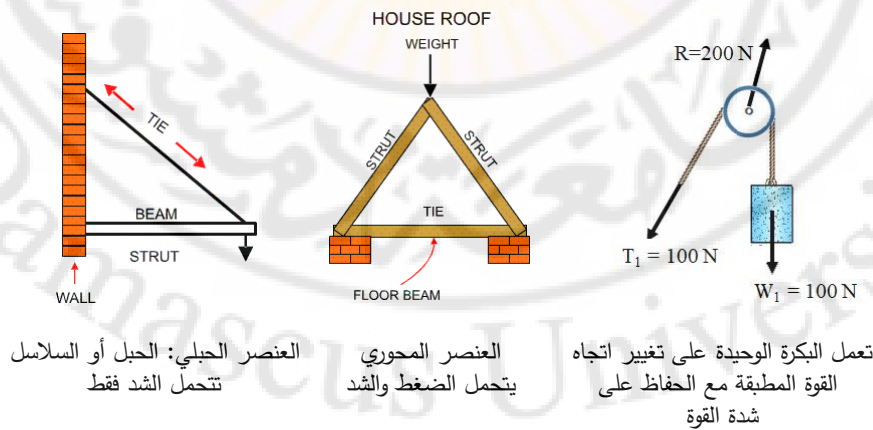 HOUSE ROOF
WEIGHT
R=200 N
TIE
STRUT
STRUT
BEAM
TIE
STRUT
T₁ = 100 N
WALL
FLOOR BEAM
W₁ = 100 N
العنصر الحبلي: الحبل أو السلاسل
تتحمل الشد فقط
العنصر المحوري
يتحمل الضغط والشد
تعمل البكرة الوحيدة على تغيير اتجاه
القوة المطبقة مع الحفاظ على
شدة القوة
Damascus University